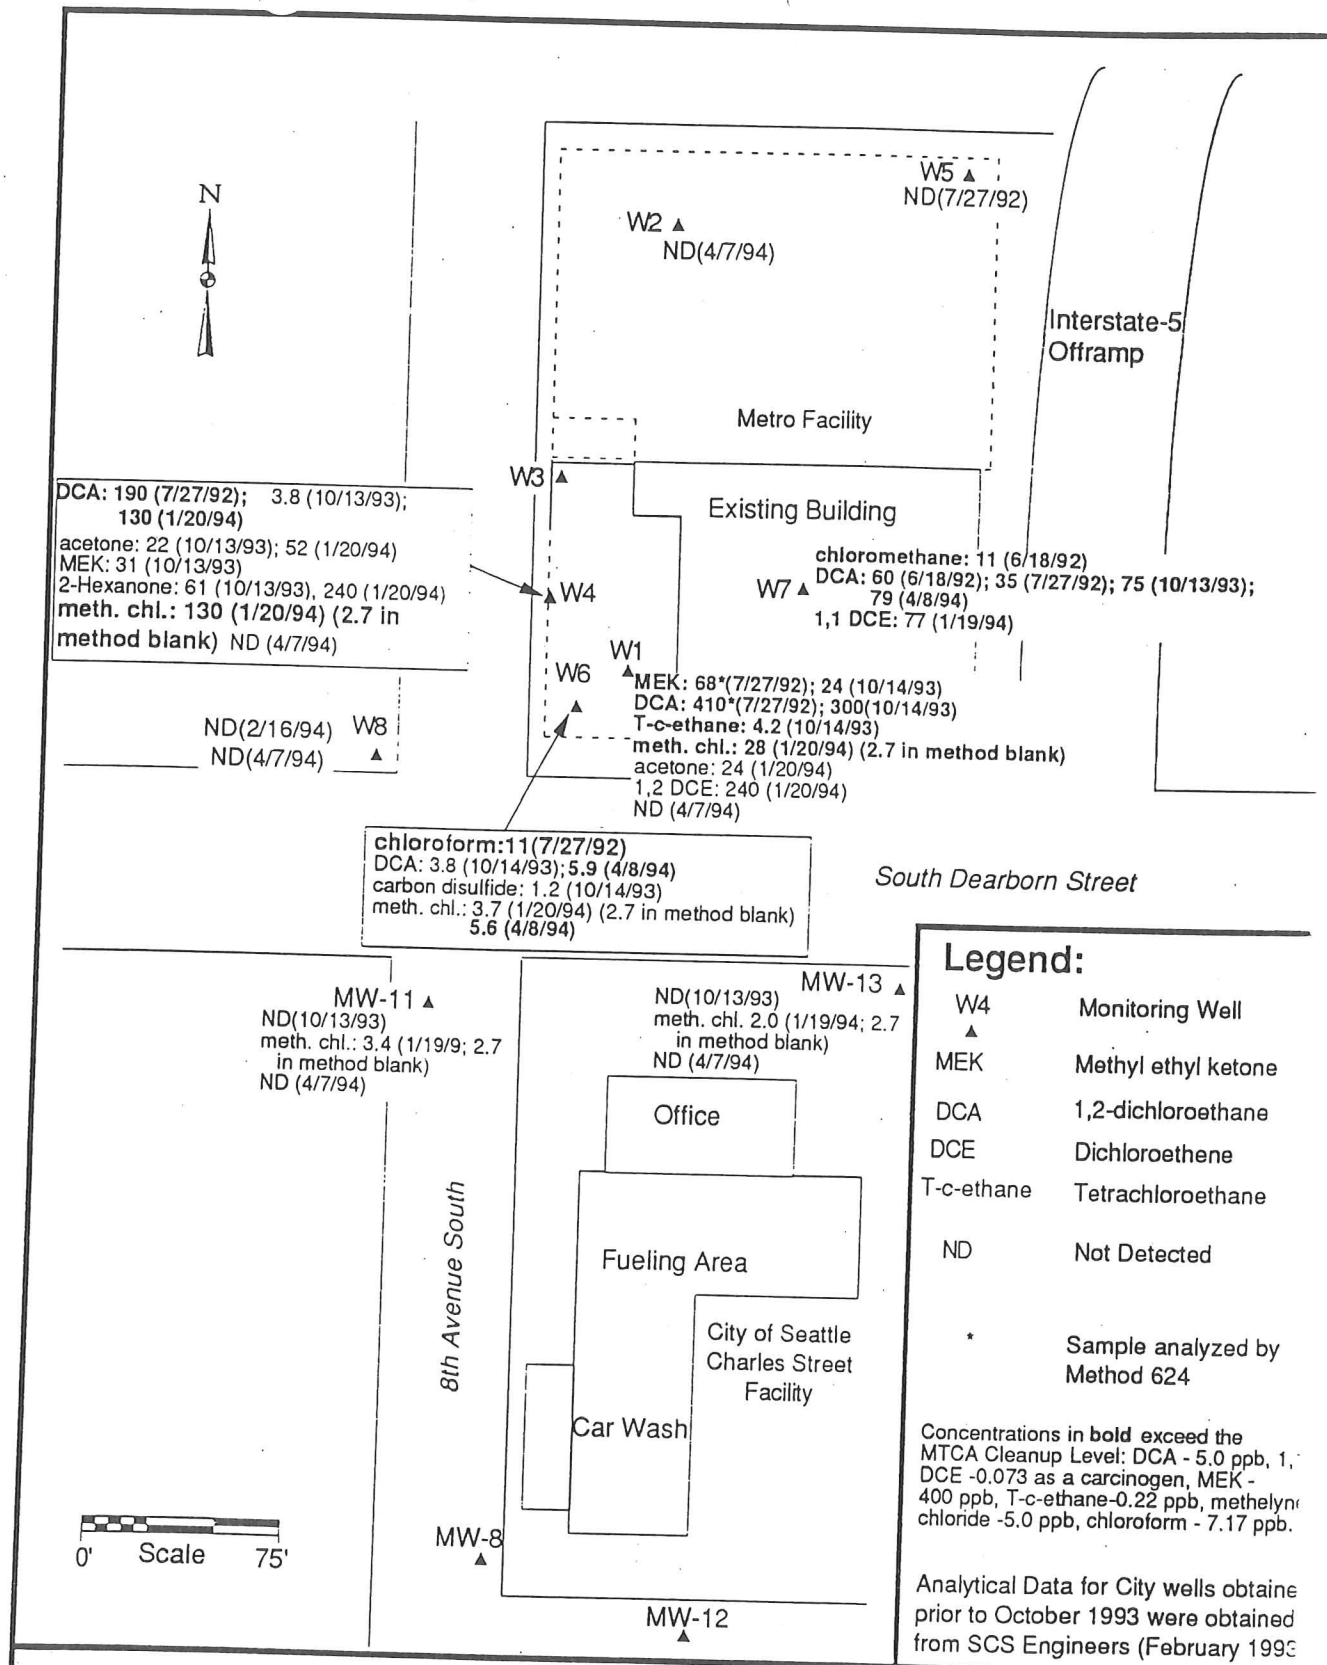 N
W5
ND(7/27/92)
W2
ND(4/7/94)
Interstate-5
Offramp
Metro Facility
W3
Existing Building
DCA: 190 (7/27/92); 3.8 (10/13/93);
130 (1/20/94)
acetone: 22 (10/13/93); 52 (1/20/94)
MEK: 31 (10/13/93)
2-Hexanone: 61 (10/13/93), 240 (1/20/94)
meth. chl.: 130 (1/20/94) (2.7 in
method blank) ND (4/7/94)
W4
W7
chloromethane: 11 (6/18/92)
DCA: 60 (6/18/92); 35 (7/27/92); 75 (10/13/93);
79 (4/8/94)
1,1 DCE: 77 (1/19/94)
W1
W6
MEK: 68*(7/27/92); 24 (10/14/93)
DCA: 410*(7/27/92); 300(10/14/93)
T-c-ethane: 4.2 (10/14/93)
meth. chl.: 28 (1/20/94) (2.7 in method blank)
acetone: 24 (1/20/94)
1,2 DCE: 240 (1/20/94)
ND (4/7/94)
ND(2/16/94) W8
ND(4/7/94)
chloroform:11(7/27/92)
DCA: 3.8 (10/14/93);5.9 (4/8/94)
carbon disulfide: 1.2 (10/14/93)
meth. chl.: 3.7 (1/20/94) (2.7 in method blank)
5.6 (4/8/94)
South Dearborn Street
MW-11
ND(10/13/93)
meth. chl.: 3.4 (1/19/9; 2.7
in method blank)
ND (4/7/94)
MW-13
ND(10/13/93)
meth. chl. 2.0 (1/19/94; 2.7
in method blank)
ND (4/7/94)
Office
8th Avenue South
Fueling Area
City of Seattle
Charles Street
Facility
Car Wash
MW-8
MW-12
0' Scale 75'
Legend:
W4 Monitoring Well
MEK Methyl ethyl ketone
DCA 1,2-dichloroethane
DCE Dichloroethene
T-c-ethane Tetrachloroethane
ND Not Detected
* Sample analyzed by
Method 624
Concentrations in bold exceed the
MTCA Cleanup Level: DCA - 5.0 ppb, 1,
DCE -0.073 as a carcinogen, MEK -
400 ppb, T-c-ethane-0.22 ppb, methelyn
chloride -5.0 ppb, chloroform - 7.17 ppb.
Analytical Data for City wells obtaine
prior to October 1993 were obtained
from SCS Engineers (February 1993